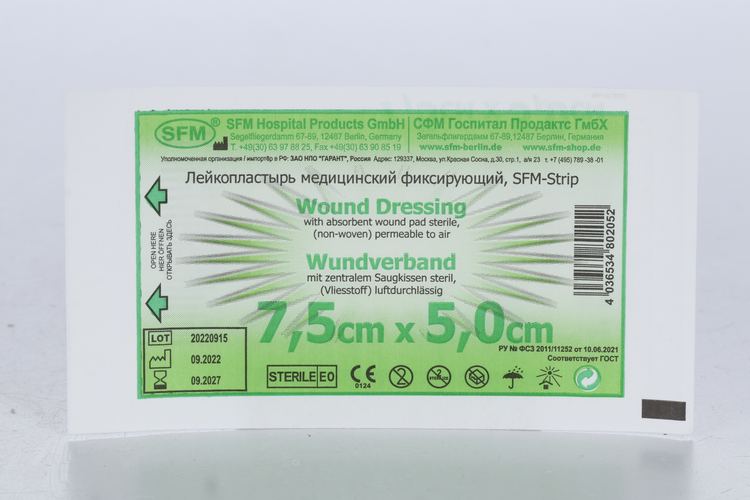 SFM®
SFM Hospital Products GmbH
Segelfliegerdamm 67-89, 12487 Berlin, Germany
T. +49(30) 63 97 88 25, Fax +49(30) 63 90 85 19
СФМ Госпитал Продактс ГмбХ
Зегельфлигердамм 67-89,12487 Берлин, Германия
www.sfm-berlin.de www.sfm-shop.de
Уполномоченная организация / импортёр в РФ: ЗАО НПО "ГАРАНТ", Россия Адрес: 129337, Москва, ул.Красная Сосна, д.30, стр.1, а/я 23 т. +7 (495) 789 -38 -01
Лейкопластырь медицинский фиксирующий, SFM-Strip
Wound Dressing
with absorbent wound pad sterile,
(non-woven) permeable to air
Wundverband
mit zentralem Saugkissen steril,
(Vliesstoff) luftdurchlässig
7,5cm x 5,0cm
OPEN HERE
HIER ÖFFNEN
ОТКРЫВАТЬ ЗДЕСЬ
4 036534 802052
РУ № ФСЗ 2011/11252 от 10.06.2021
Соответствует ГОСТ
LOT 20220915
09.2022
09.2027
STERILE EO
CE
0124
2
2
STERILIZE